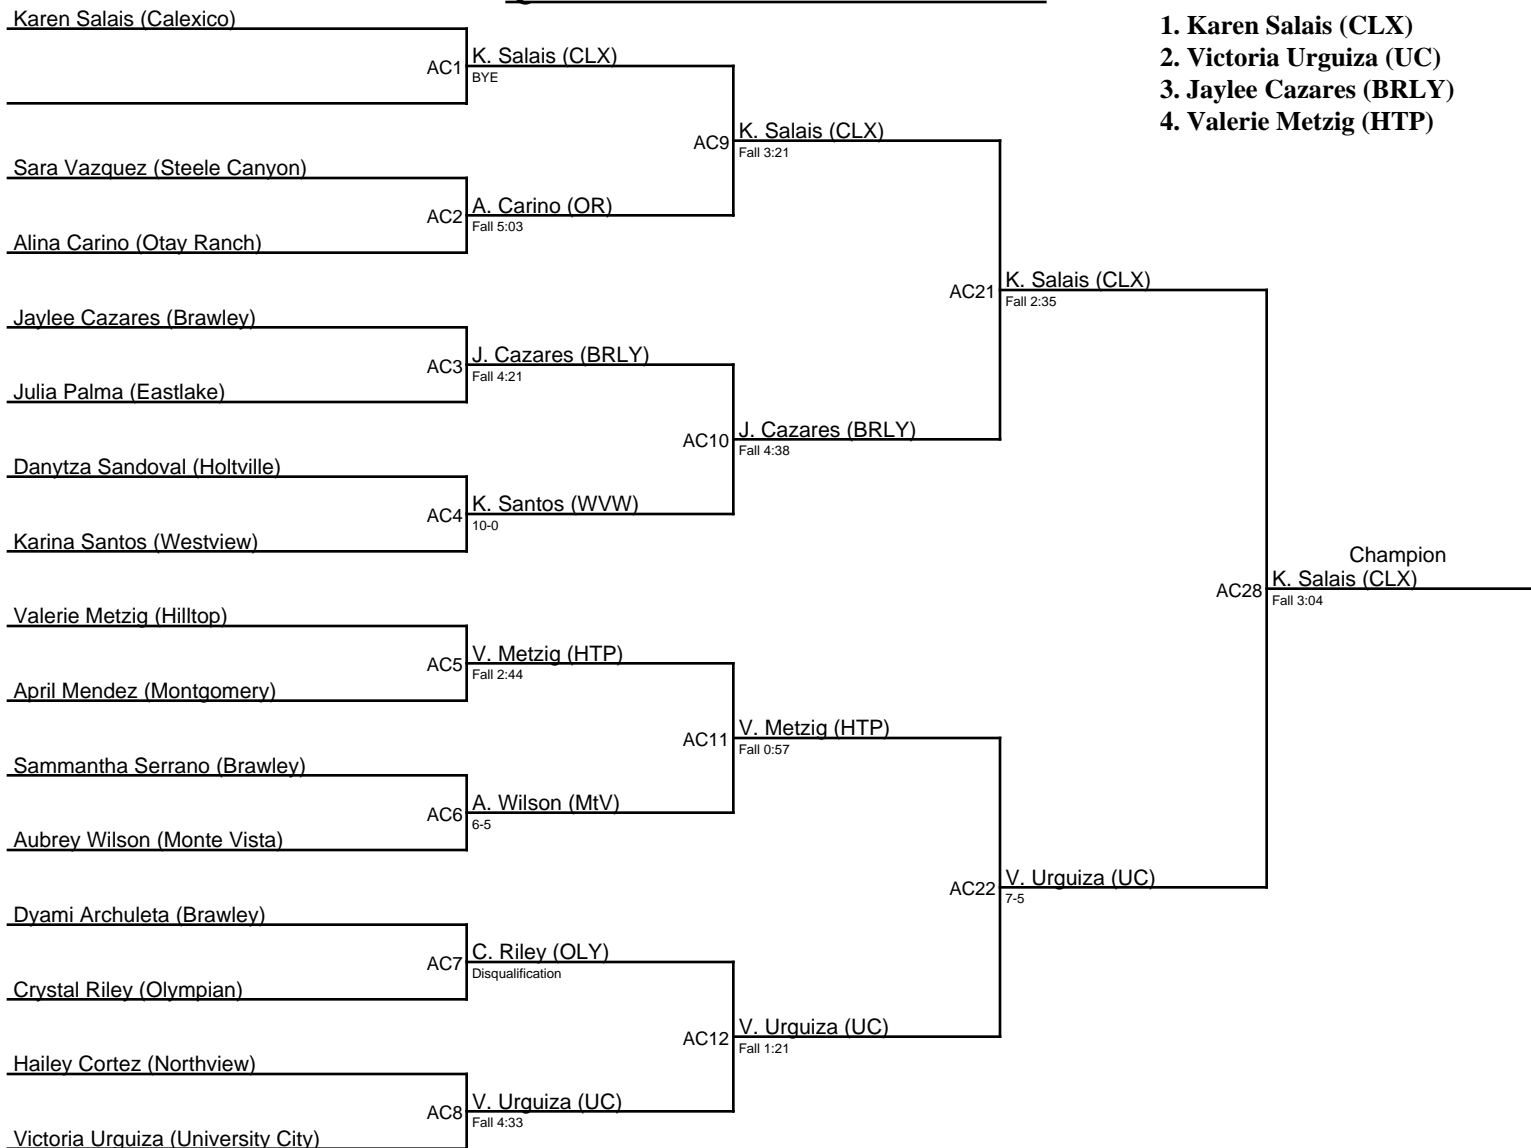 Karen Salais (Calexico)
AC1
K. Salais (CLX)
BYE
Sara Vazquez (Steele Canyon)
AC2
A. Carino (OR)
Fall 5:03
Alina Carino (Otay Ranch)
AC9
K. Salais (CLX)
Fall 3:21
Jaylee Cazares (Brawley)
AC3
J. Cazares (BRLY)
Fall 4:21
Julia Palma (Eastlake)
Danytza Sandoval (Holtville)
AC4
K. Santos (WVW)
10-0
Karina Santos (Westview)
AC10
J. Cazares (BRLY)
Fall 4:38
AC21
K. Salais (CLX)
Fall 2:35
Valerie Metzig (Hilltop)
AC5
V. Metzig (HTP)
Fall 2:44
April Mendez (Montgomery)
Sammantha Serrano (Brawley)
AC6
A. Wilson (MtV)
6-5
Aubrey Wilson (Monte Vista)
AC11
V. Metzig (HTP)
Fall 0:57
Dyami Archuleta (Brawley)
AC7
C. Riley (OLY)
Disqualification
Crystal Riley (Olympian)
Hailey Cortez (Northview)
AC8
V. Urguiza (UC)
Fall 4:33
Victoria Urguiza (University City)
AC12
V. Urguiza (UC)
Fall 1:21
AC22
V. Urguiza (UC)
7-5
AC28
Champion
K. Salais (CLX)
Fall 3:04
1. Karen Salais (CLX)
2. Victoria Urguiza (UC)
3. Jaylee Cazares (BRLY)
4. Valerie Metzig (HTP)